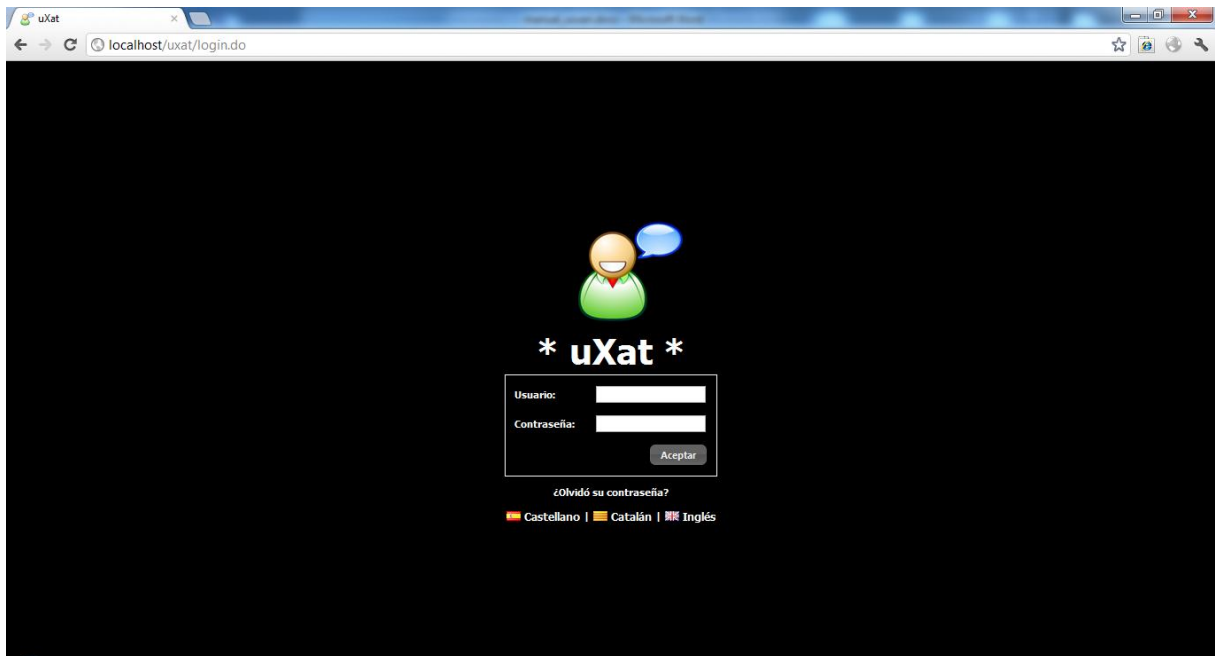 uXat
localhost/uxat/login.do
* uXat *
Usuario:
Contraseña:
Aceptar
¿Olvidó su contraseña?
Castellano | Catalán | Inglés